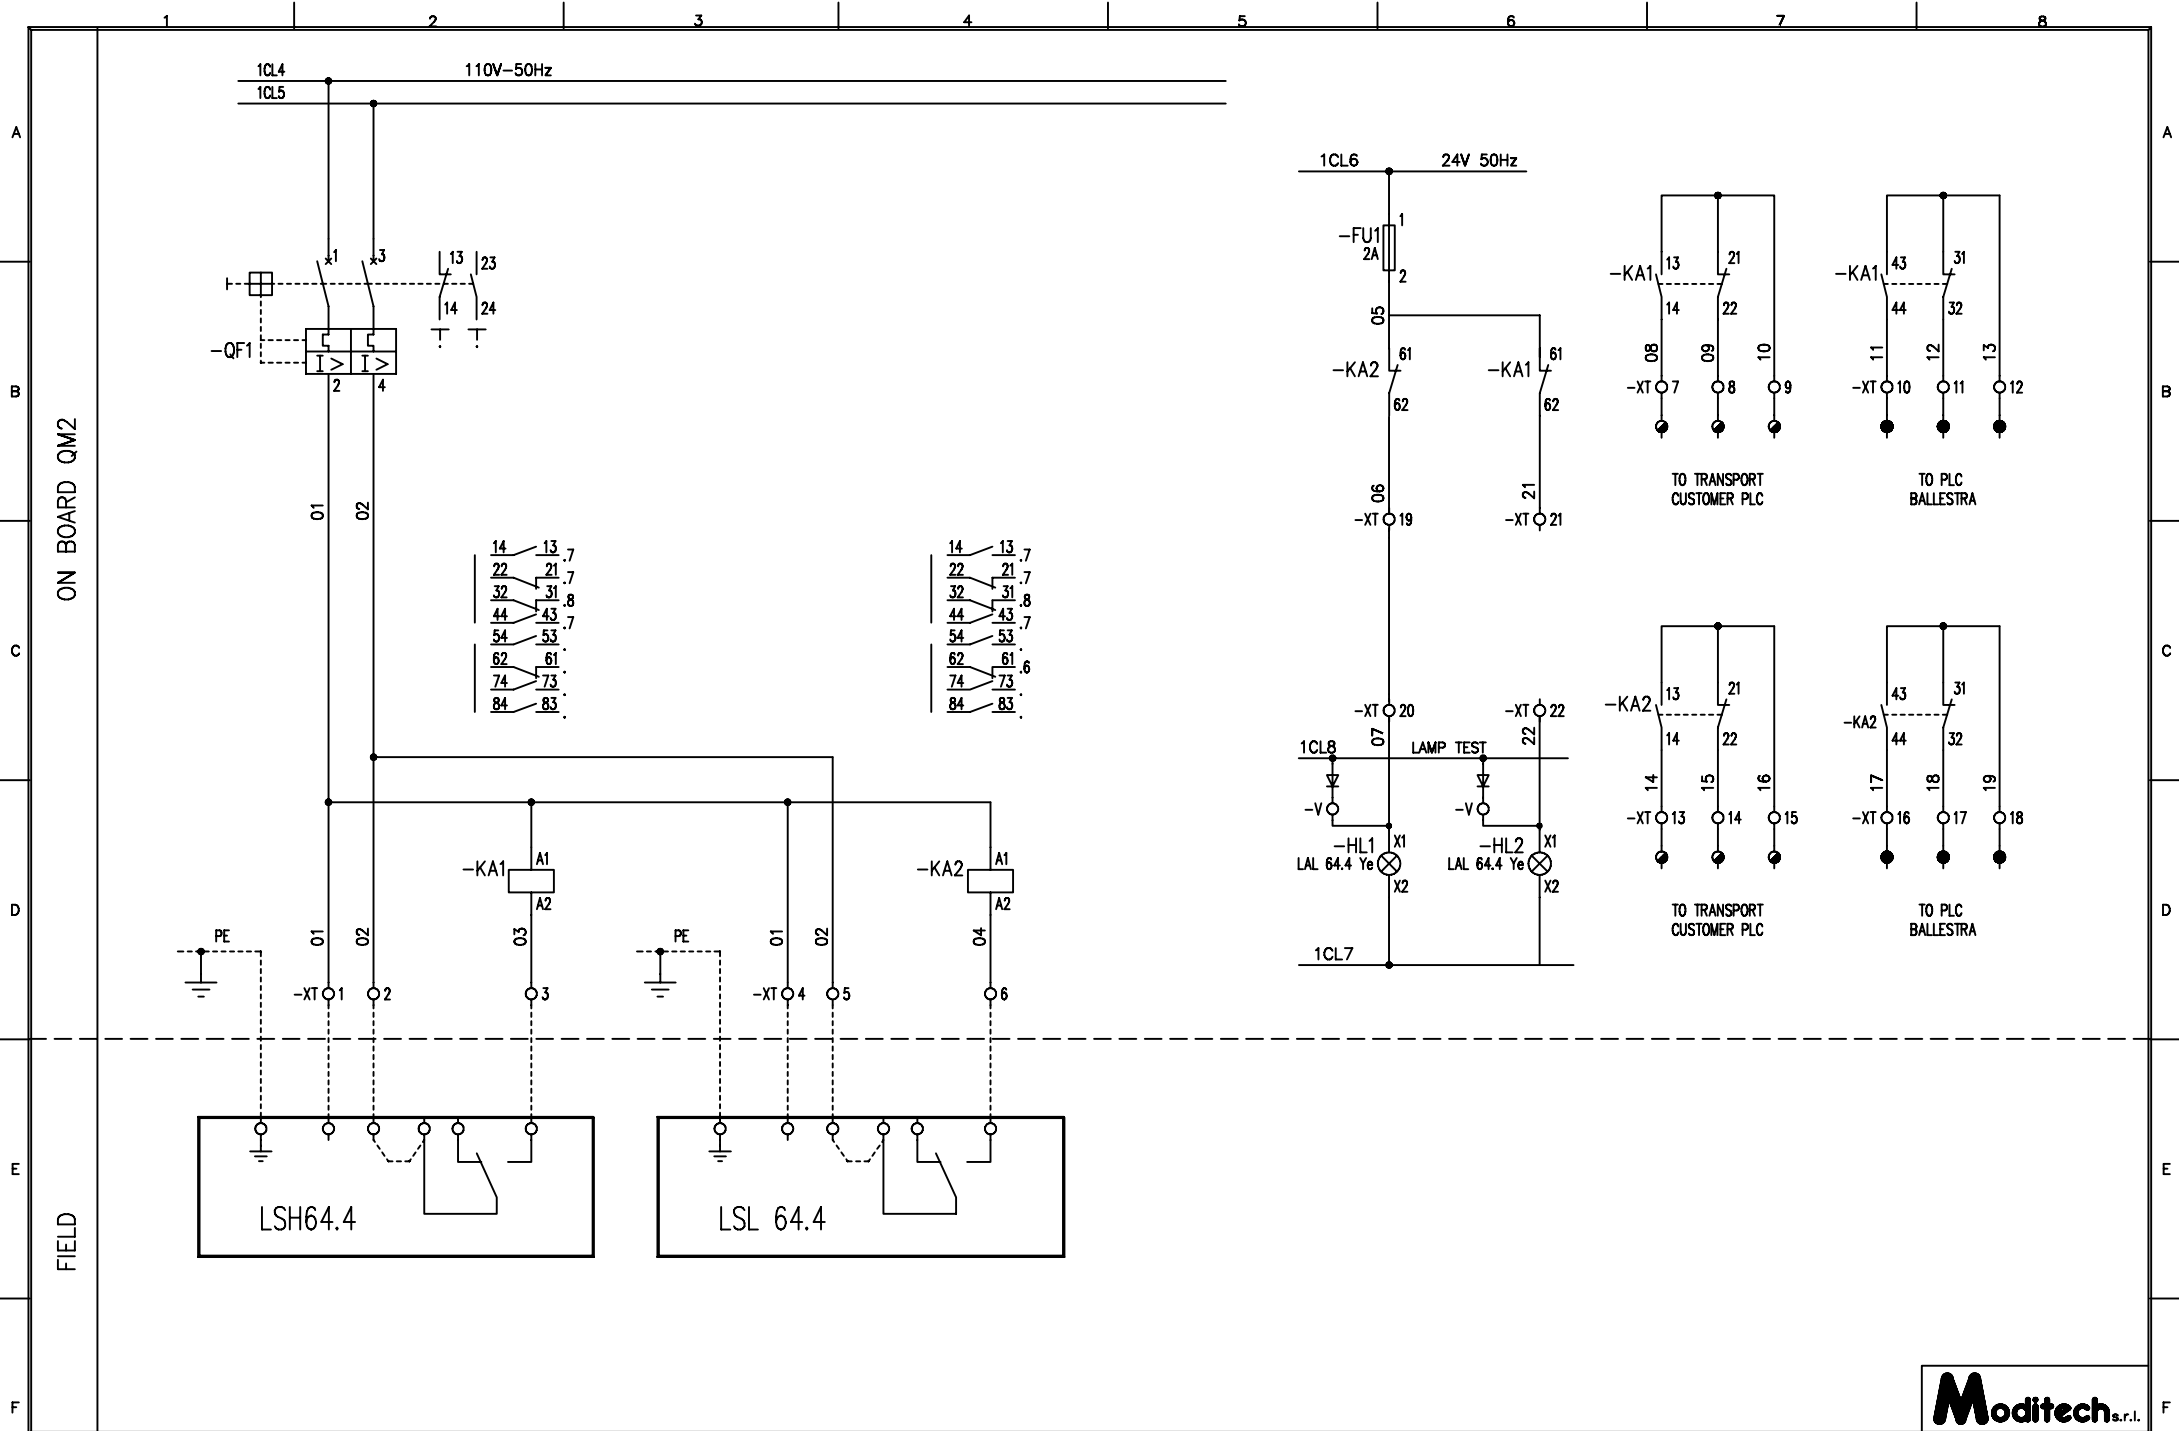 1 2 3 4 5 6 7 8
A A
B B
C C
D D
E E
F F
ON BOARD QM2
FIELD
1CL4 110V-50Hz
1CL5
1 3 13 23
14 24
-QF1
2 4
01 02
14 13 .7
22 21 .7
32 31 .8
44 43 .7
54 53 .
62 61 .
74 73 .
84 83 .
14 13 .7
22 21 .7
32 31 .8
44 43 .7
54 53 .
62 61 .6
74 73 .
84 83 .
-KA1 A1
A2
-KA2 A1
A2
PE 01 02 03
PE 01 02 04
-XT 1 2 3
-XT 4 5 6
LSH64.4
LSL 64.4
1CL6 24V 50Hz
-FU1 1
2A
2
05
-KA2 61
62
-KA1 61
62
06 21
-XT 19 -XT 21
-XT 20 -XT 22
07 22
1CL8 LAMP TEST
-V -V
-HL1 X1
LAL 64.4 Ye
X2
-HL2 X1
LAL 64.4 Ye
X2
1CL7
-KA1 13 21
14 22
08 09 10
-XT 7 8 9
TO TRANSPORT
CUSTOMER PLC
-KA1 43 31
44 32
11 12 13
-XT 10 11 12
TO PLC
BALLESTRA
-KA2 13 21
14 22
14 15 16
-XT 13 14 15
TO TRANSPORT
CUSTOMER PLC
-KA2 43 31
44 32
17 18 19
-XT 16 17 18
TO PLC
BALLESTRA
Moditech s.r.l.